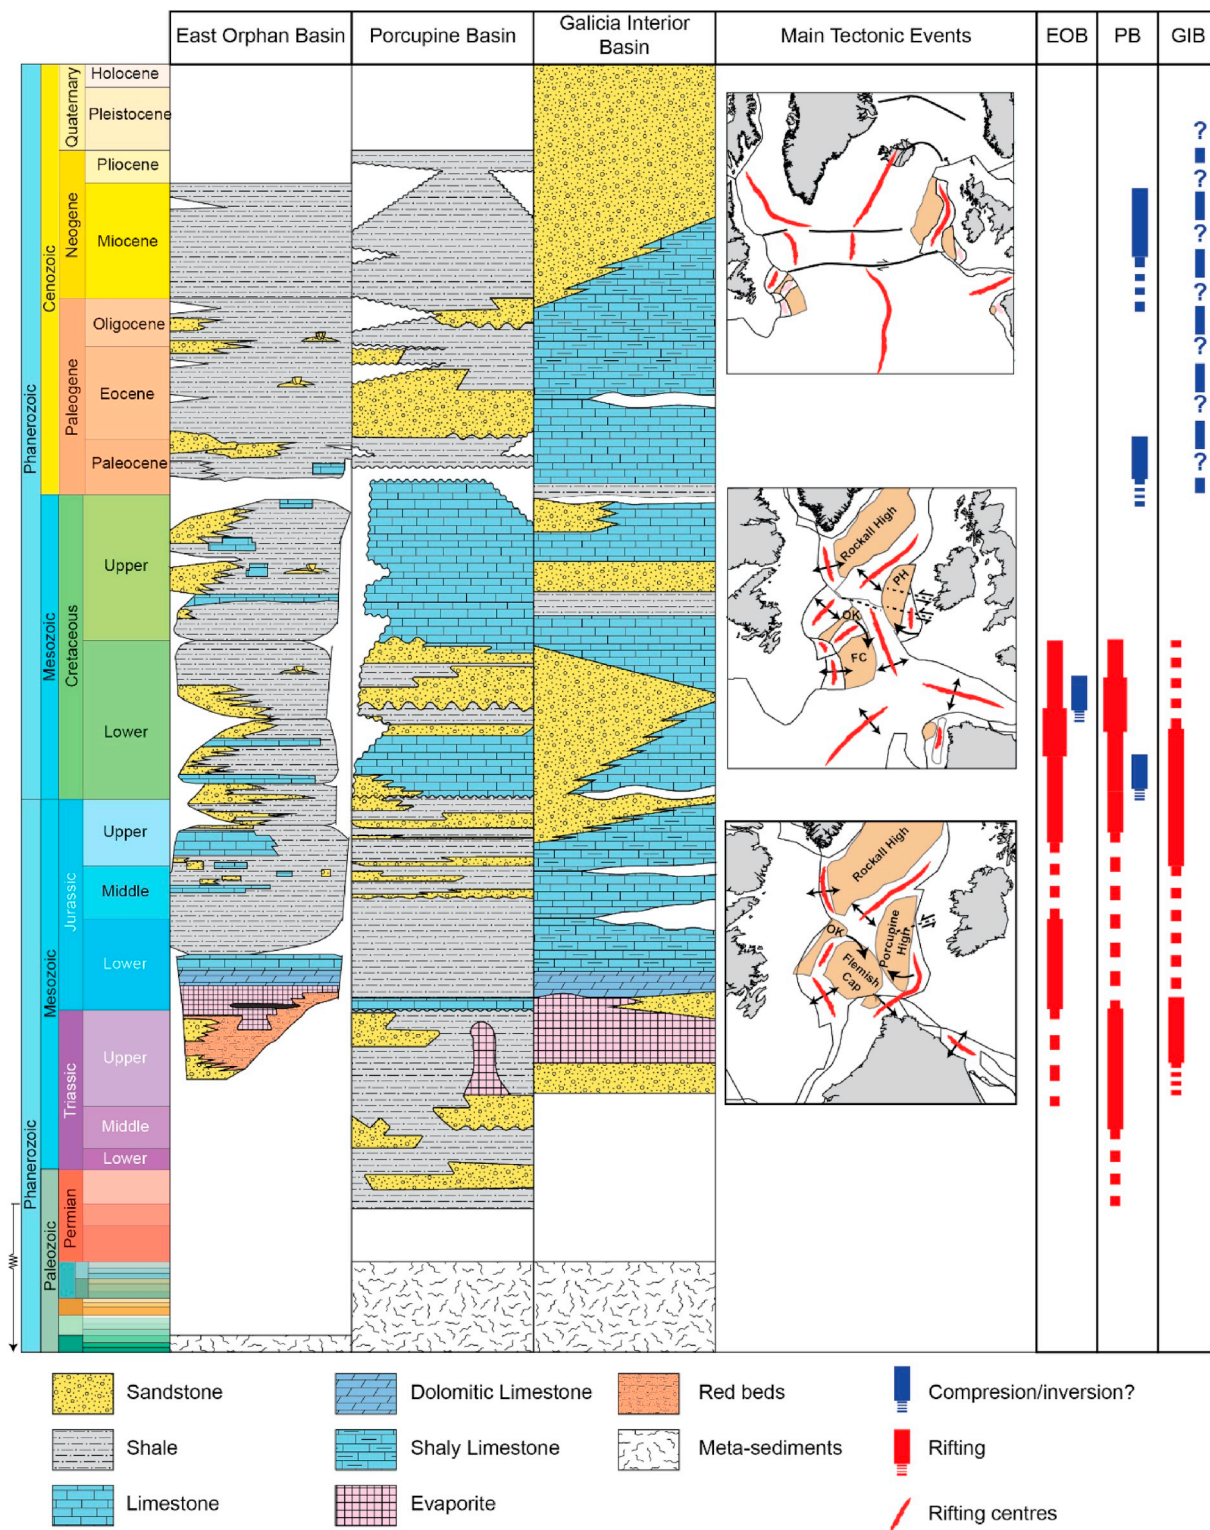 East Orphan Basin
Porcupine Basin
Galicia Interior
Basin
Main Tectonic Events
EOB
PB
GIB
Phanerozoic
Cenozoic
Quaternary
Holocene
Pleistocene
Neogene
Pliocene
Miocene
Paleogene
Oligocene
Eocene
Paleocene
Mesozoic
Cretaceous
Upper
Lower
Phanerozoic
Mesozoic
Jurassic
Upper
Middle
Lower
Triassic
Upper
Middle
Lower
Paleozoic
Permian
Rockall High
PH
OK
FC
Rockall High
OK
Porcupine
High
Flemish
Cap
?
?
?
?
?
?
?
Sandstone
Shale
Limestone
Dolomitic Limestone
Shaly Limestone
Evaporite
Red beds
Meta-sediments
Compresion/inversion?
Rifting
Rifting centres